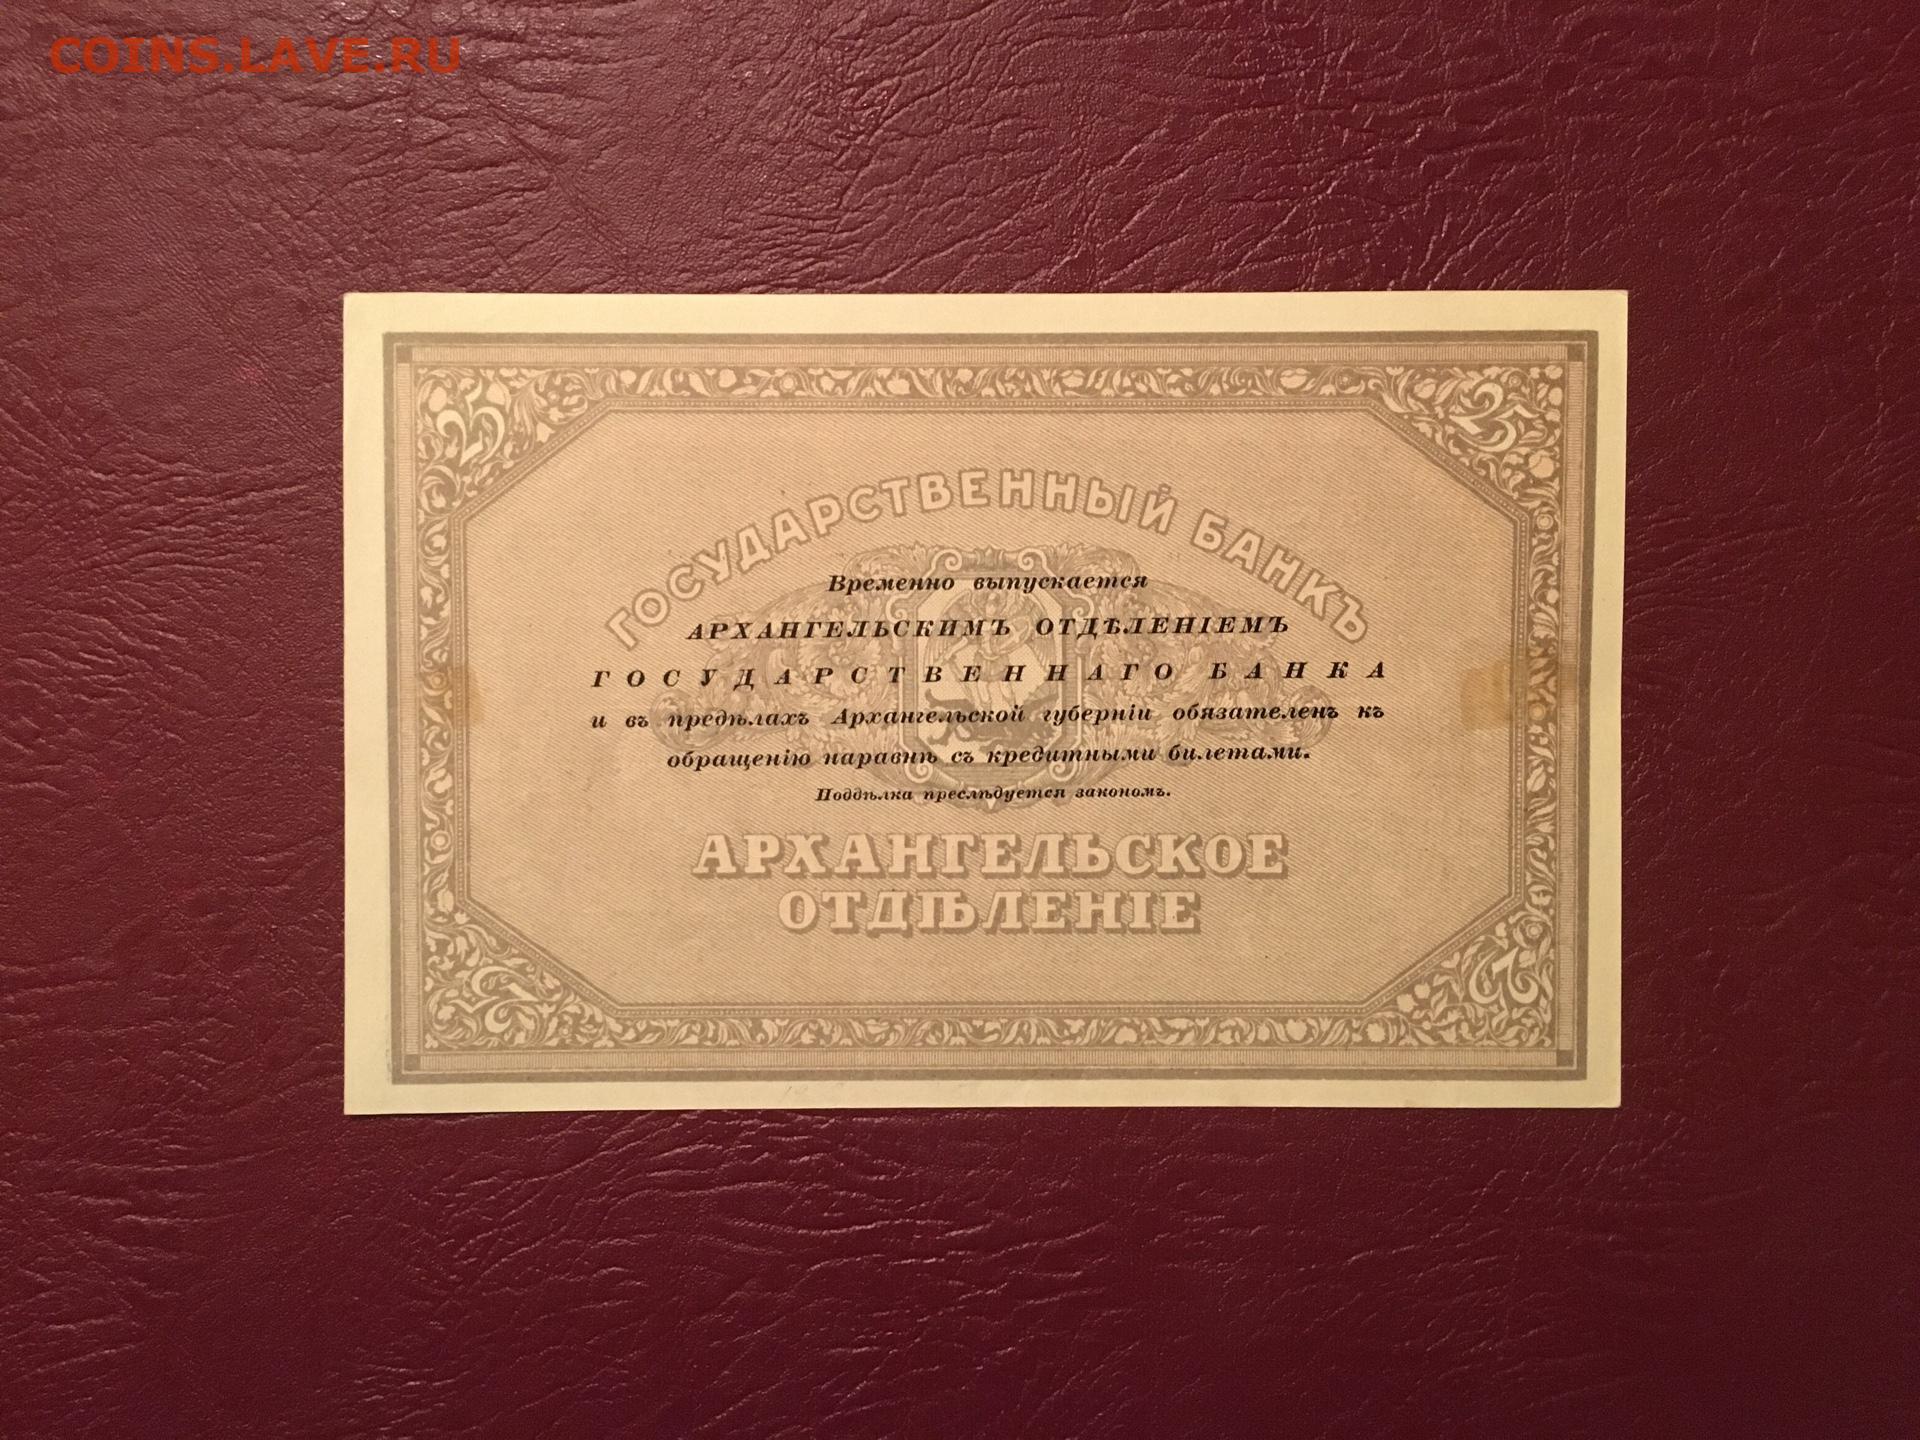 COINS.LAVE.RU
25 25
ГОСУДАРСТВЕННЫЙ БАНКЪ
Временно выпускается
АРХАНГЕЛЬСКИМЪ ОТДѢЛЕНІЕМЪ
ГОСУДАРСТВЕННАГО БАНКА
и въ предѣлахъ Архангельской губерніи обязателенъ къ
обращенію наравнѣ съ кредитными билетами.
Поддѣлка преслѣдуется закономъ.
АРХАНГЕЛЬСКОЕ
ОТДѢЛЕНІЕ
25 25